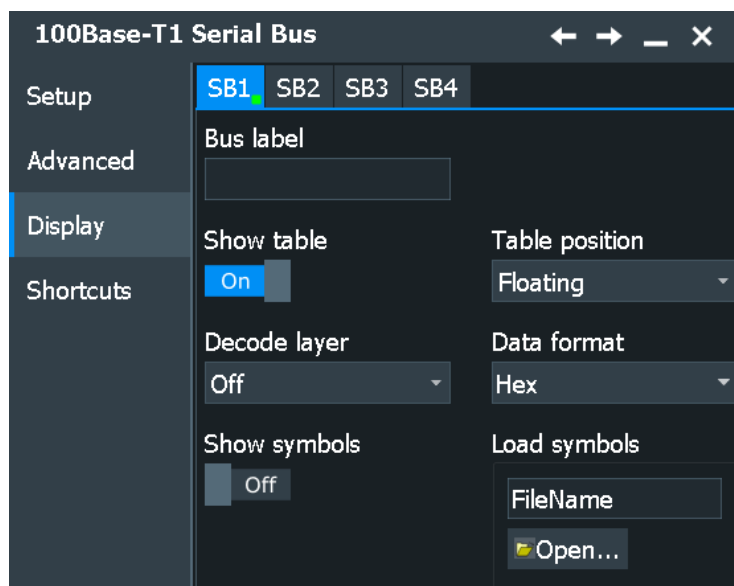 100Base-T1 Serial Bus
Setup
Advanced
Display
Shortcuts
SB1 SB2 SB3 SB4
Bus label
Show table
On
Table position
Floating
Decode layer
Off
Data format
Hex
Show symbols
Off
Load symbols
FileName
Open...